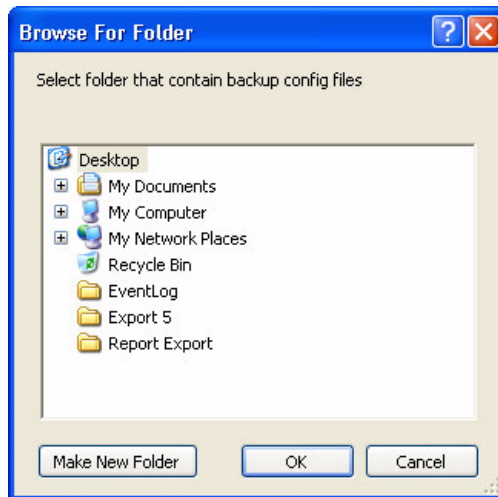 Browse For Folder
Select folder that contain backup config files
Desktop
My Documents
My Computer
My Network Places
Recycle Bin
EventLog
Export 5
Report Export
Make New Folder OK Cancel